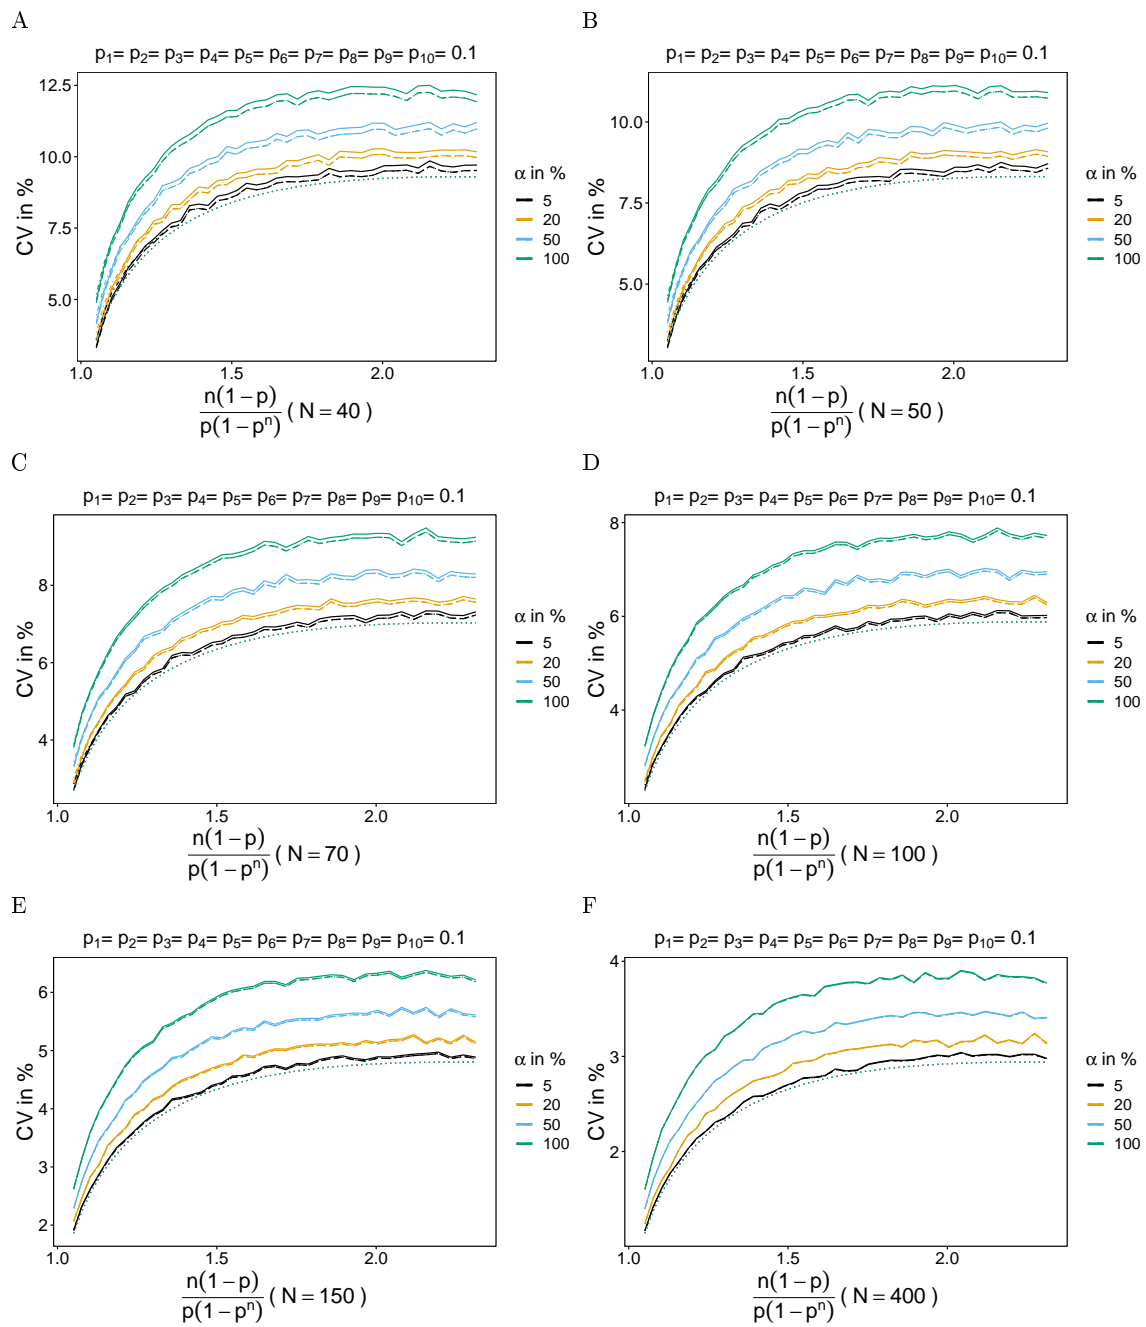 A
p1= p2= p3= p4= p5= p6= p7= p8= p9= p10= 0.1
CV in %
12.5
10.0
7.5
5.0
1.0 1.5 2.0
n(1−p)
p(1−pⁿ) ( N = 40 )
α in %
5
20
50
100
B
p1= p2= p3= p4= p5= p6= p7= p8= p9= p10= 0.1
CV in %
10.0
7.5
5.0
1.0 1.5 2.0
n(1−p)
p(1−pⁿ) ( N = 50 )
α in %
5
20
50
100
C
p1= p2= p3= p4= p5= p6= p7= p8= p9= p10= 0.1
CV in %
8
6
4
1.0 1.5 2.0
n(1−p)
p(1−pⁿ) ( N = 70 )
α in %
5
20
50
100
D
p1= p2= p3= p4= p5= p6= p7= p8= p9= p10= 0.1
CV in %
8
6
4
1.0 1.5 2.0
n(1−p)
p(1−pⁿ) ( N = 100 )
α in %
5
20
50
100
E
p1= p2= p3= p4= p5= p6= p7= p8= p9= p10= 0.1
CV in %
6
5
4
3
2
1.0 1.5 2.0
n(1−p)
p(1−pⁿ) ( N = 150 )
α in %
5
20
50
100
F
p1= p2= p3= p4= p5= p6= p7= p8= p9= p10= 0.1
CV in %
4
3
2
1.0 1.5 2.0
n(1−p)
p(1−pⁿ) ( N = 400 )
α in %
5
20
50
100